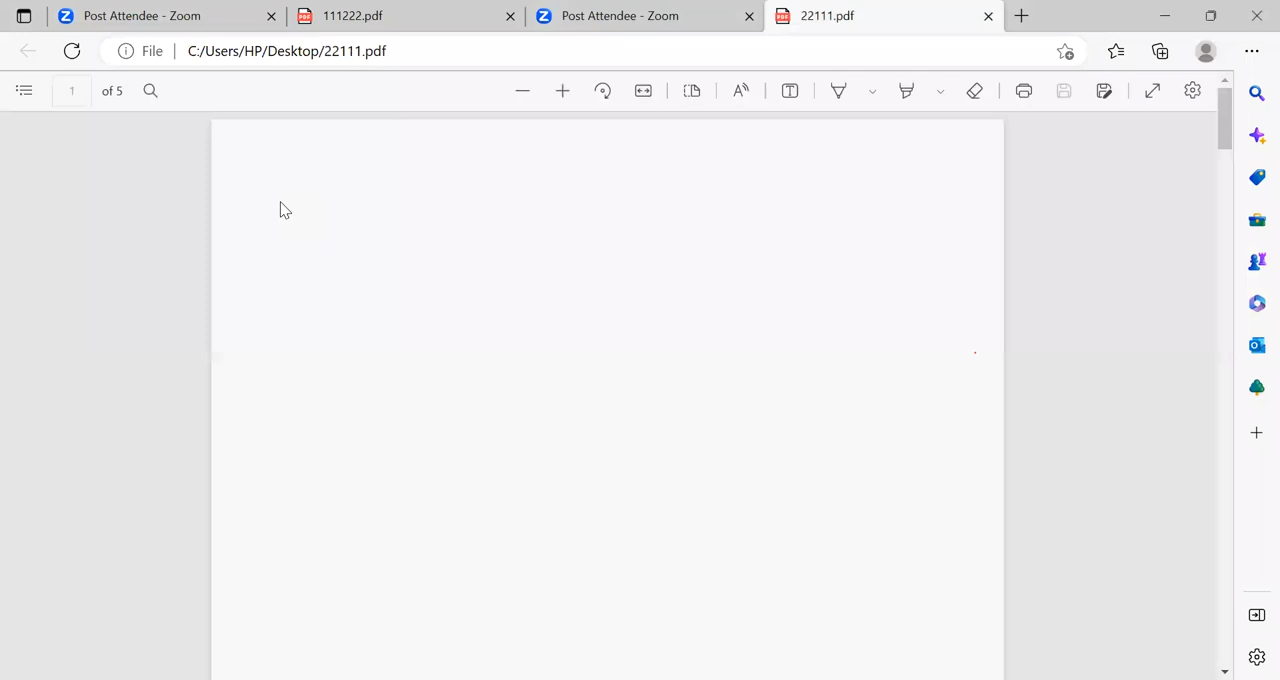 Post Attendee - Zoom
111222.pdf
Post Attendee - Zoom
22111.pdf
File
C:/Users/HP/Desktop/22111.pdf
1 of 5